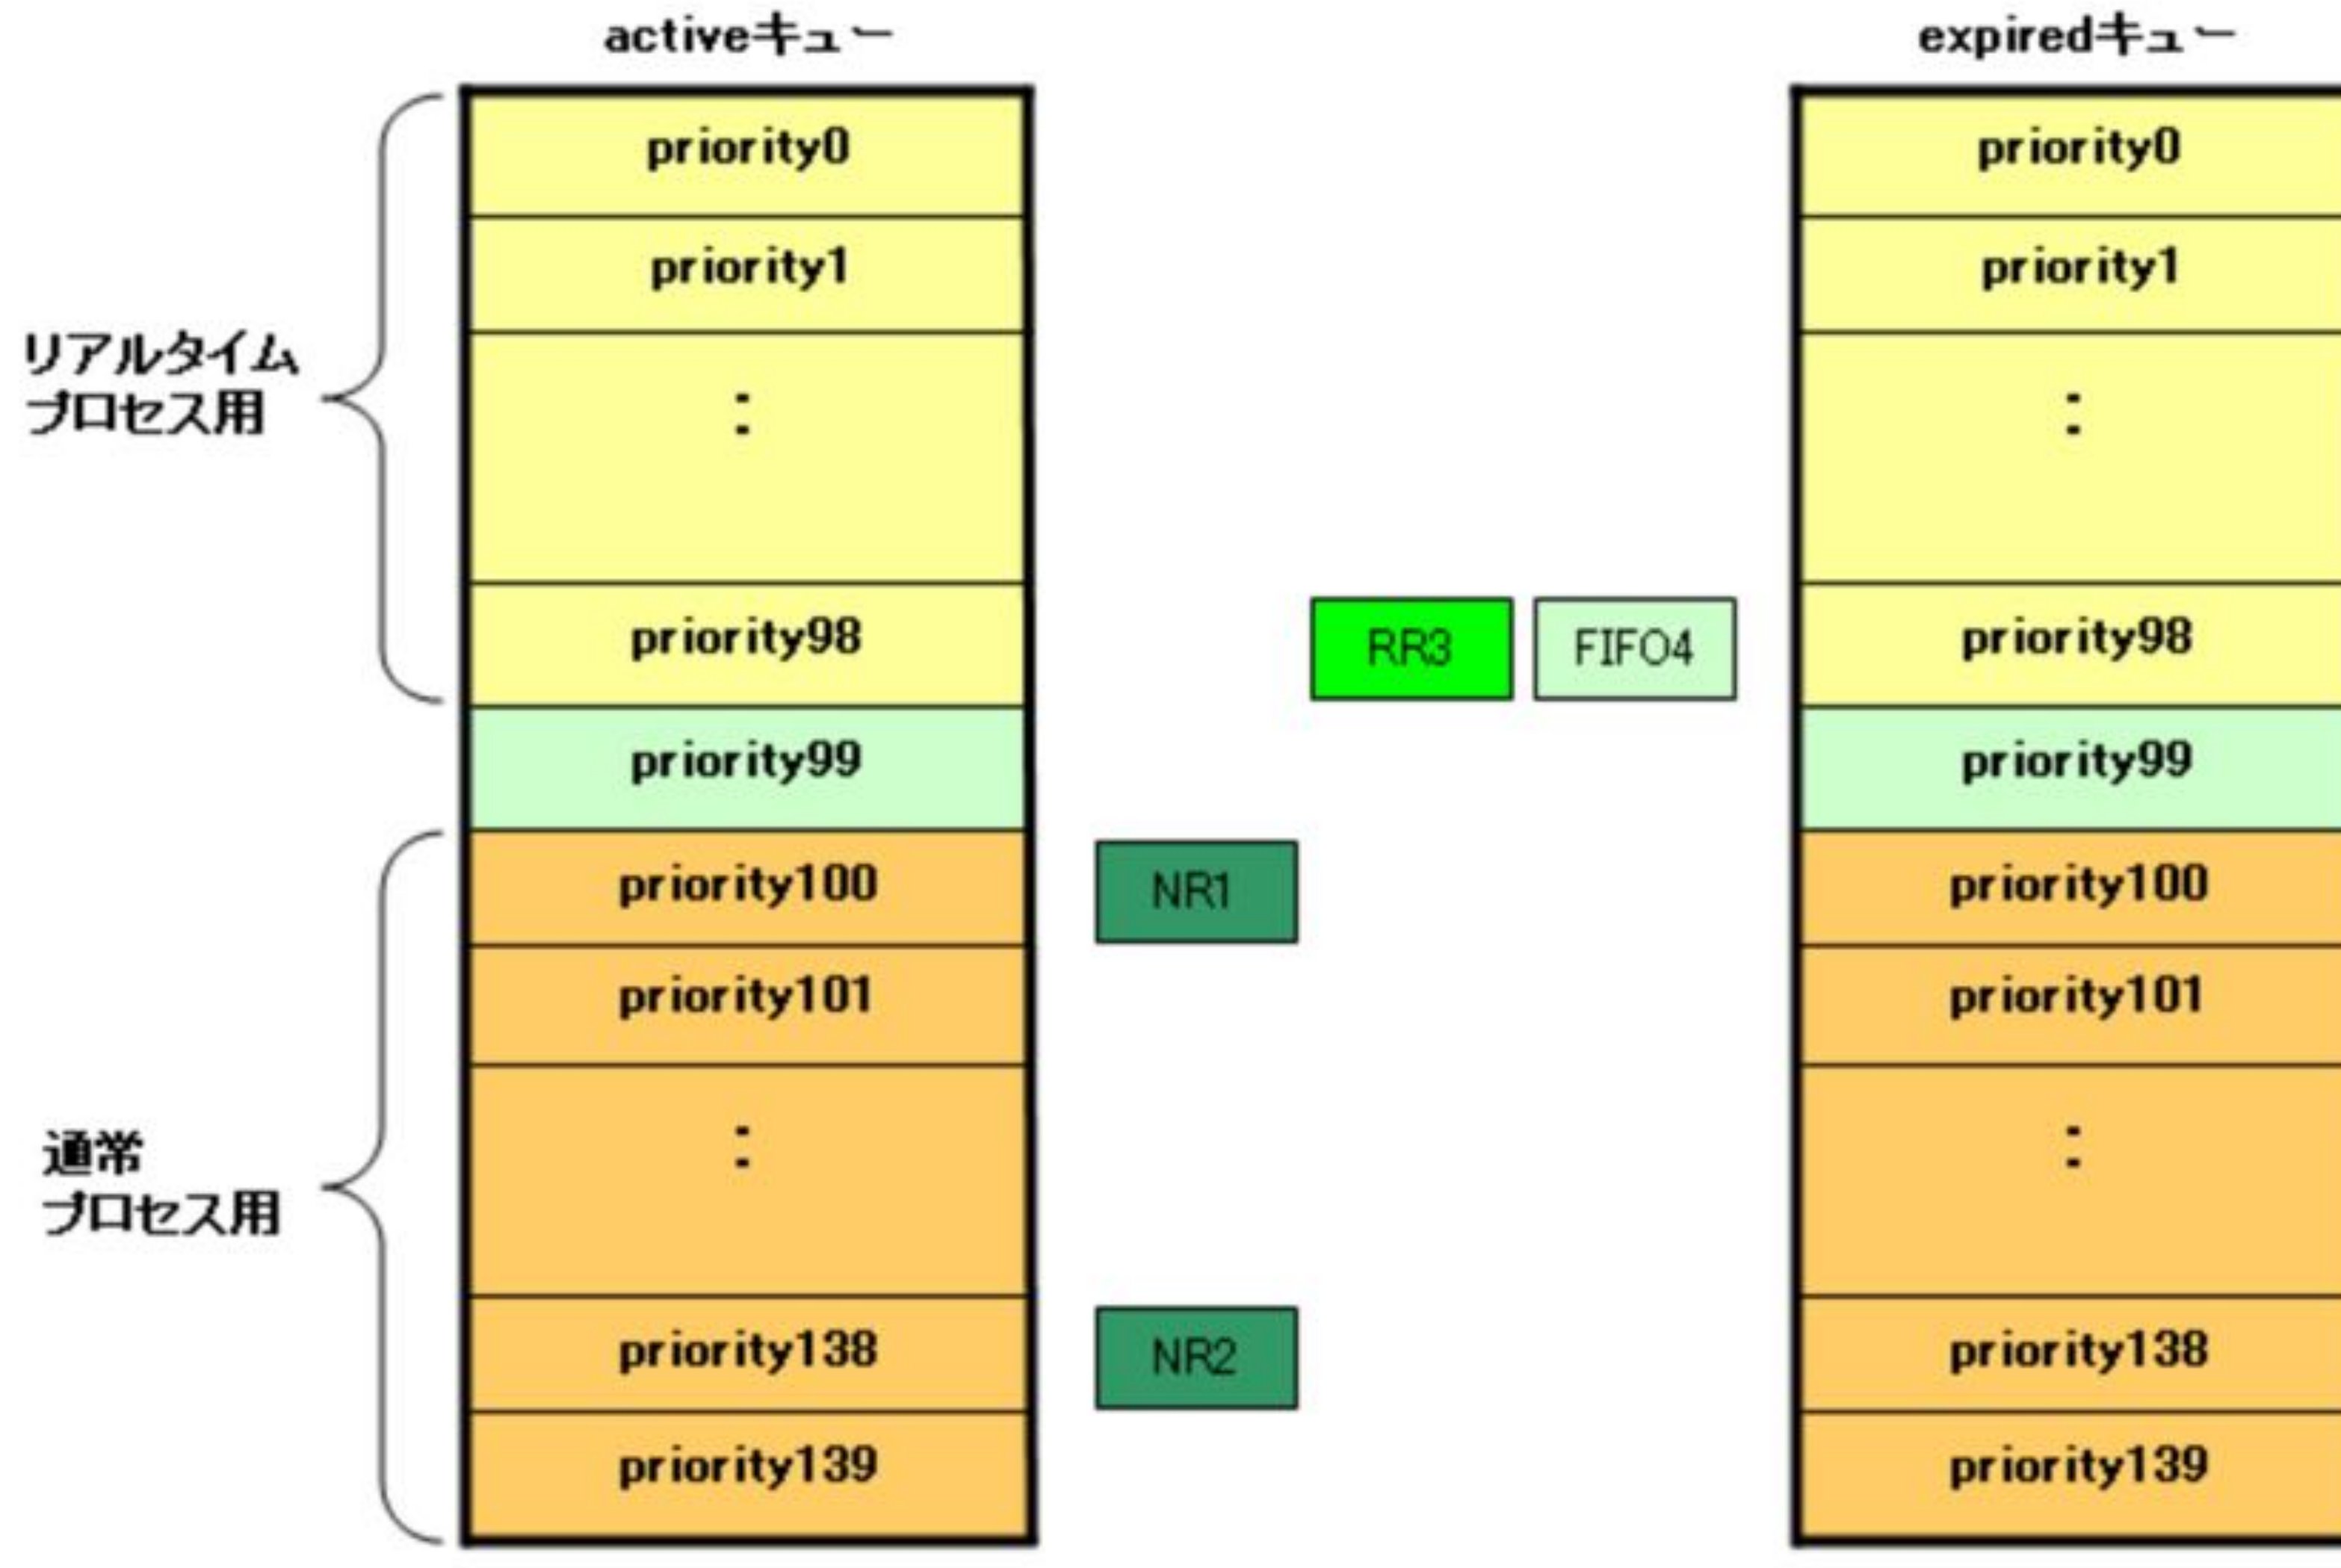 activeキュー
expiredキュー
リアルタイム
プロセス用
通常
プロセス用
priority0
priority1
:
priority98
priority99
priority100
priority101
:
priority138
priority139
RR3
FIFO4
NR1
NR2
priority0
priority1
:
priority98
priority99
priority100
priority101
:
priority138
priority139